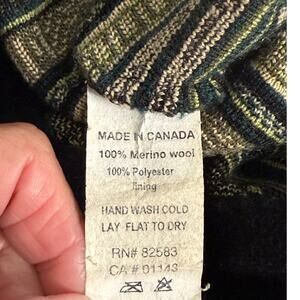 MADE IN CANADA
100% Merino wool
100% Polyester
lining
HAND WASH COLD
LAY FLAT TO DRY
RN# 82583
CA # 01143